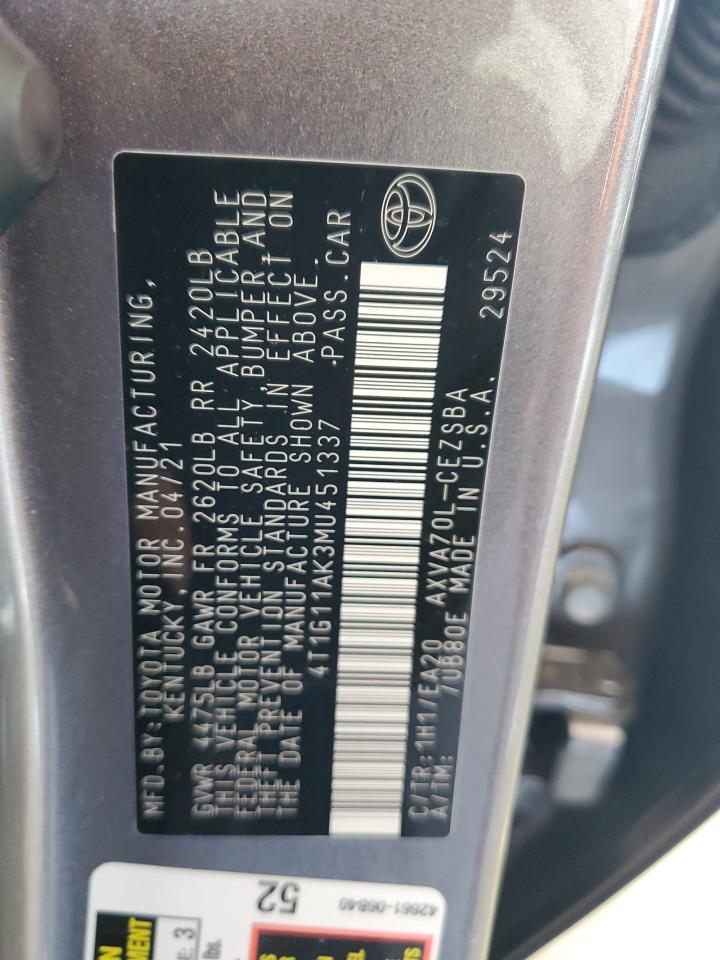 MFD.BY:TOYOTA MOTOR MANUFACTURING,
KENTUCKY, INC.04/21
GVWR 4475LB GAWR FR 2620LB RR 2420LB
THIS VEHICLE CONFORMS TO ALL APPLICABLE
FEDERAL MOTOR VEHICLE SAFETY, BUMPER, AND
THEFT PREVENTION STANDARDS IN EFFECT ON
THE DATE OF MANUFACTURE SHOWN ABOVE.
4T1G11AK3MU451337 .PASS.CAR
C/TR:1H1/EA20 AXVA70L-CEZSBA
A/TM: /UB80E MADE IN U.S.A. 29524
52
42661-06B40